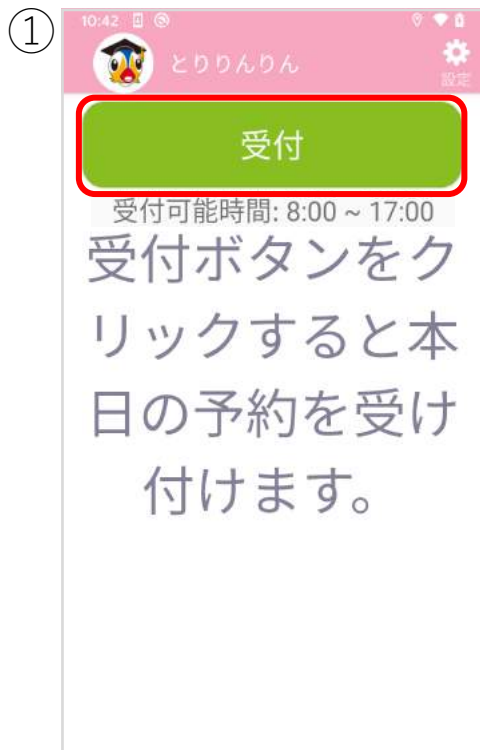 ①
10:42
とりりんりん
設定
受付
受付可能時間: 8:00 ~ 17:00
受付ボタンをク
リックすると本
日の予約を受け
付けます。